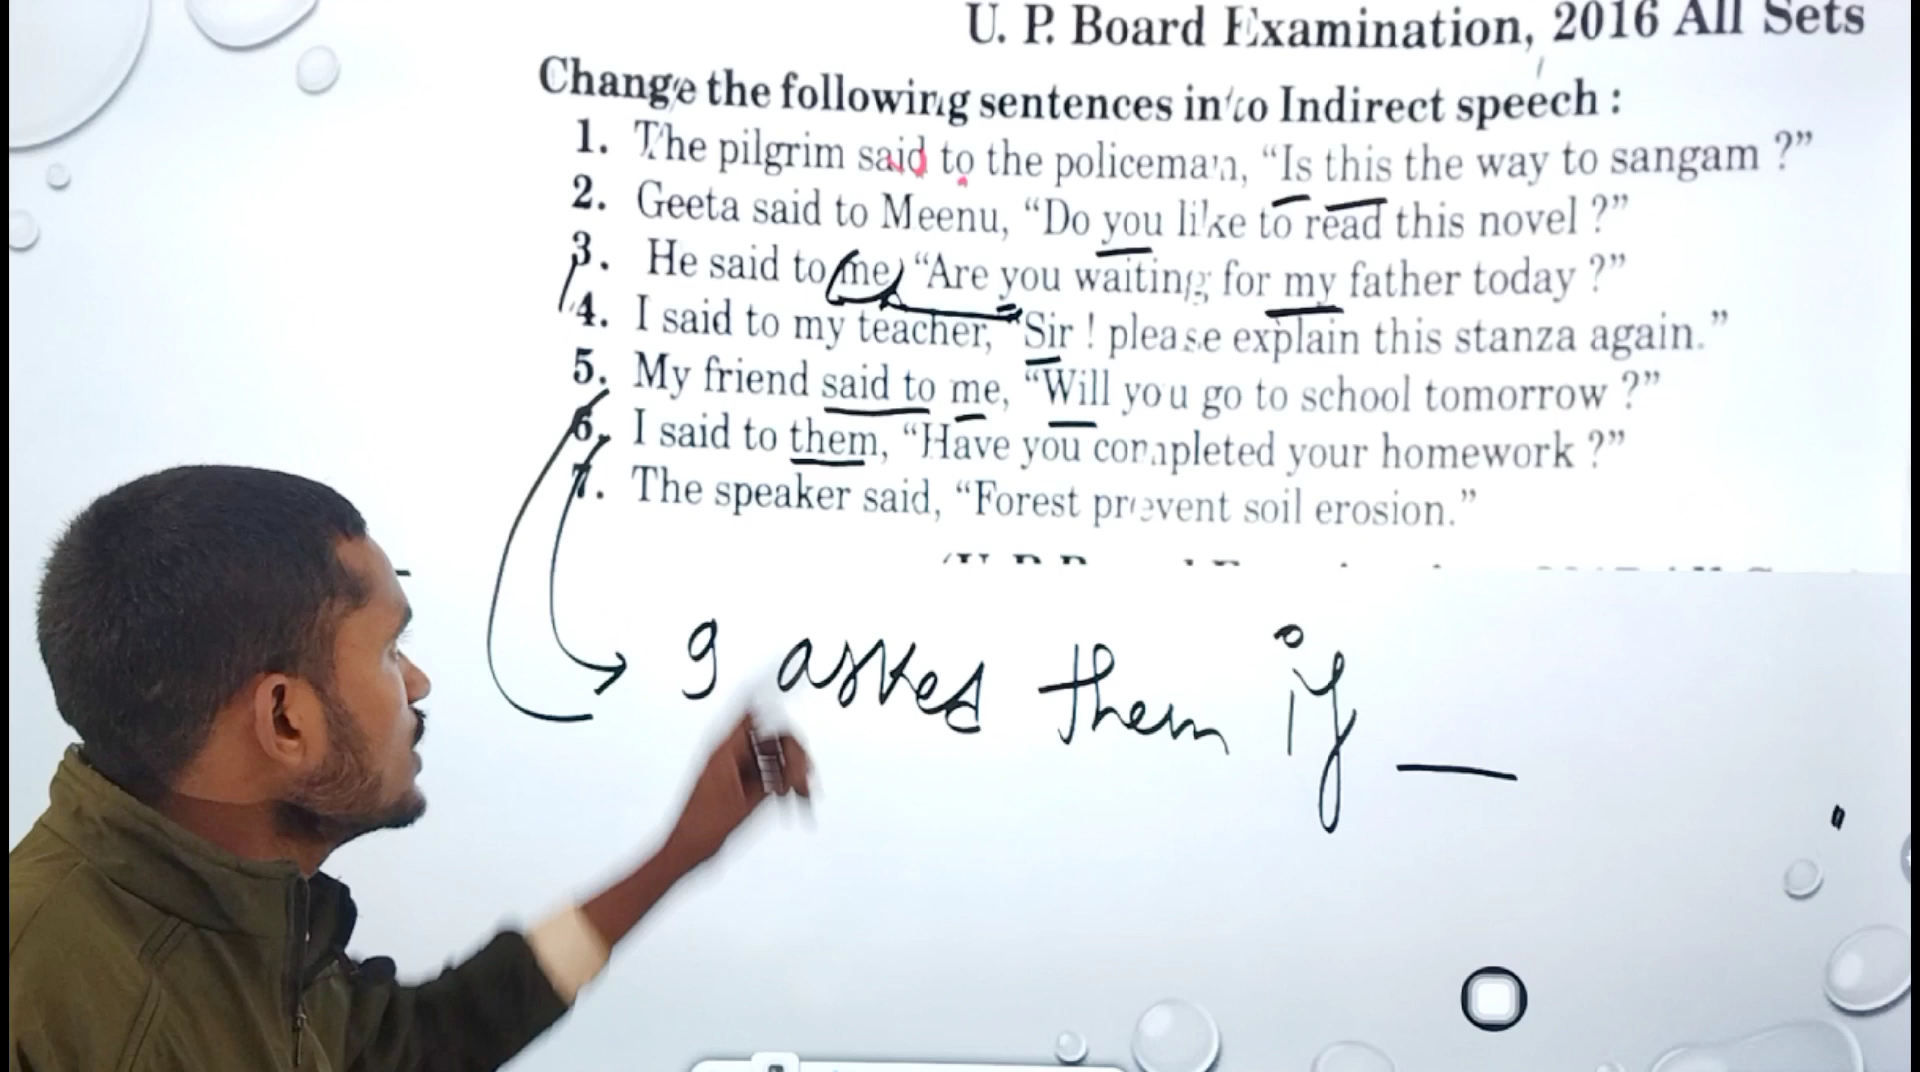 U. P. Board Examination, 2016 All Sets
Change the following sentences into Indirect speech :
1. The pilgrim said to the policeman, “Is this the way to sangam ?”
2. Geeta said to Meenu, “Do you like to read this novel ?”
3. He said to me, “Are you waiting for my father today ?”
4. I said to my teacher, “Sir ! please explain this stanza again.”
5. My friend said to me, “Will you go to school tomorrow ?”
6. I said to them, “Have you completed your homework ?”
7. The speaker said, “Forest prevent soil erosion.”
I asked them if